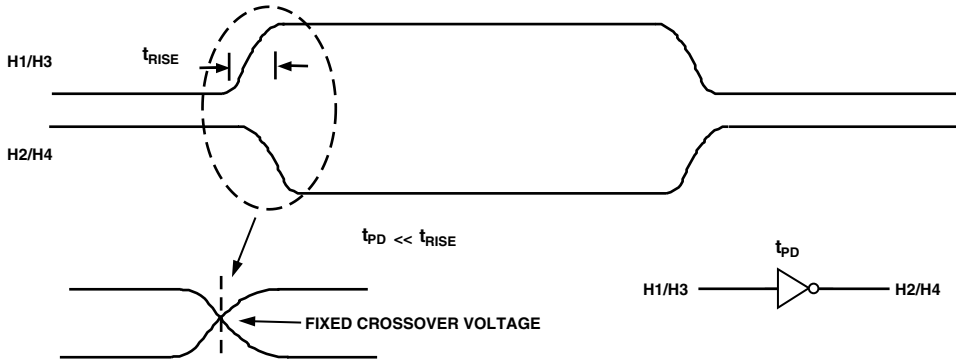 tRISE
H1/H3
H2/H4
tPD << tRISE
tPD
H1/H3
H2/H4
FIXED CROSSOVER VOLTAGE